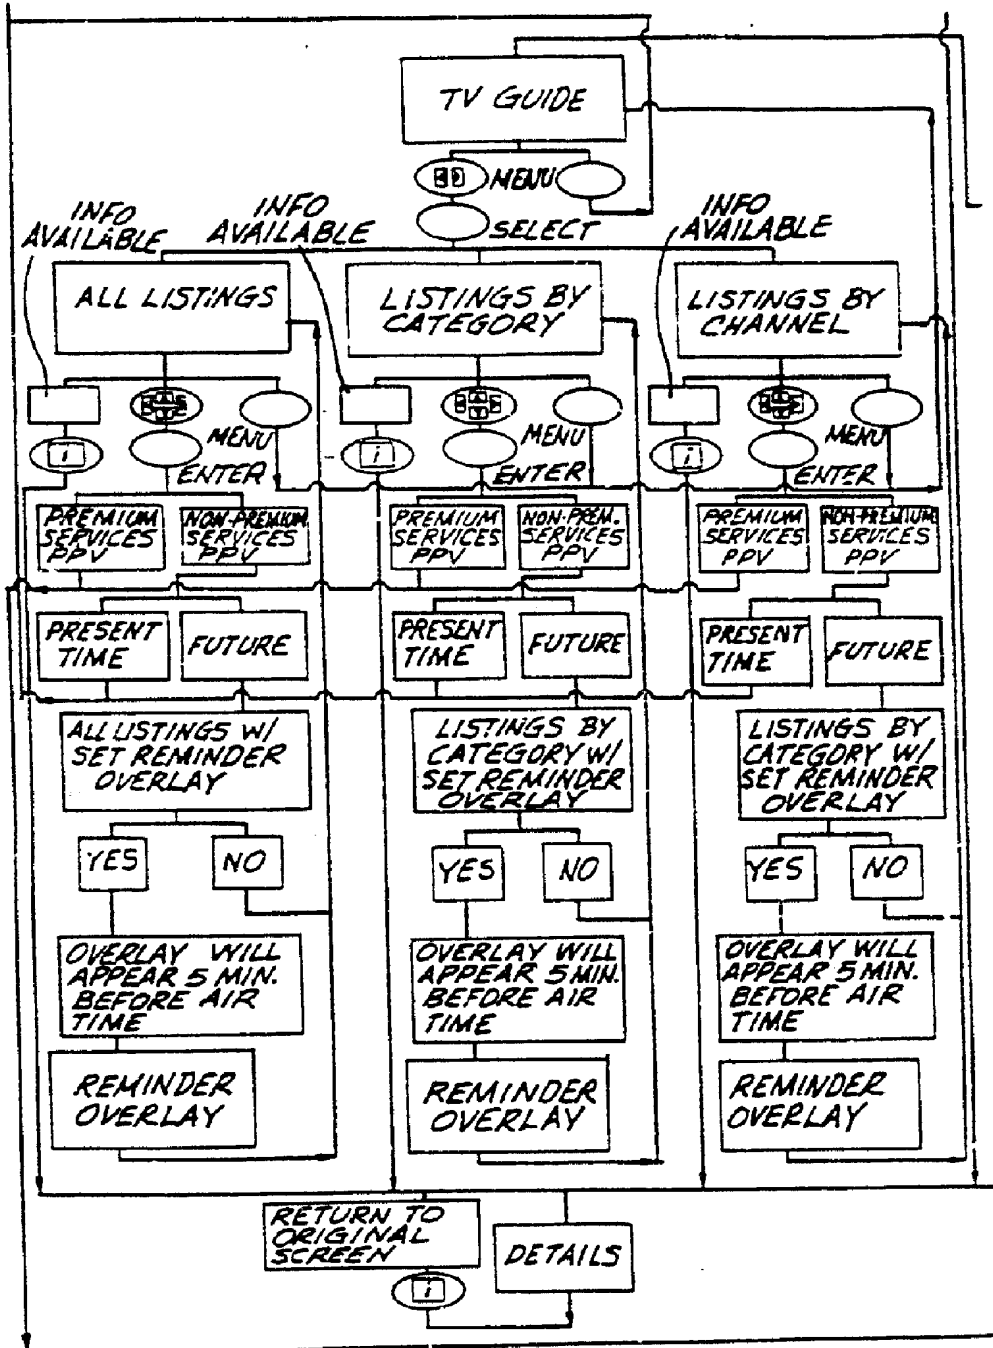 TV GUIDE
MENU
SELECT
INFO
AVAILABLE
INFO
AVAILABLE
INFO
AVAILABLE
ALL LISTINGS
LISTINGS BY
CATEGORY
LISTINGS BY
CHANNEL
i
MENU
ENTER
i
MENU
ENTER
i
MENU
ENTER
PREMIUM
SERVICES
PPV
NON-PREMIUM
SERVICES
PPV
PREMIUM
SERVICES
PPV
NON-PREM.
SERVICES
PPV
PREMIUM
SERVICES
PPV
NON-PREMIUM
SERVICES
PPV
PRESENT
TIME
FUTURE
PRESENT
TIME
FUTURE
PRESENT
TIME
FUTURE
ALL LISTINGS W/
SET REMINDER
OVERLAY
LISTINGS BY
CATEGORY W/
SET REMINDER
OVERLAY
LISTINGS BY
CATEGORY W/
SET REMINDER
OVERLAY
YES
NO
YES
NO
YES
NO
OVERLAY WILL
APPEAR 5 MIN.
BEFORE AIR
TIME
OVERLAY WILL
APPEAR 5 MIN.
BEFORE AIR
TIME
OVERLAY WILL
APPEAR 5 MIN.
BEFORE AIR
TIME
REMINDER
OVERLAY
REMINDER
OVERLAY
REMINDER
OVERLAY
RETURN TO
ORIGINAL
SCREEN
i
DETAILS